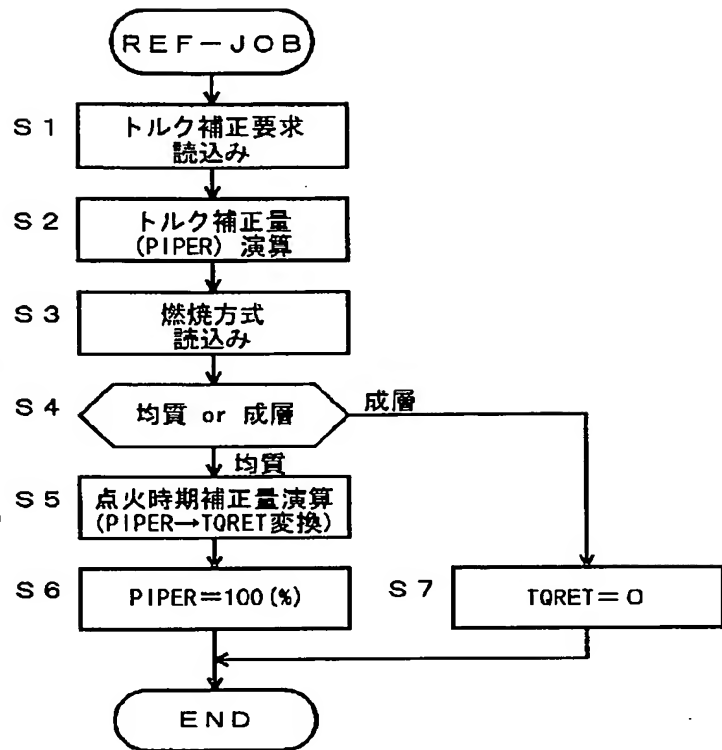 REF-JOB
S1
トルク補正要求
読込み
S2
トルク補正量
(PIPER) 演算
S3
燃焼方式
読込み
S4
均質 or 成層
成層
均質
S5
点火時期補正量演算
(PIPER→TQRET変換)
S6
PIPER=100(%)
S7
TQRET=0
END